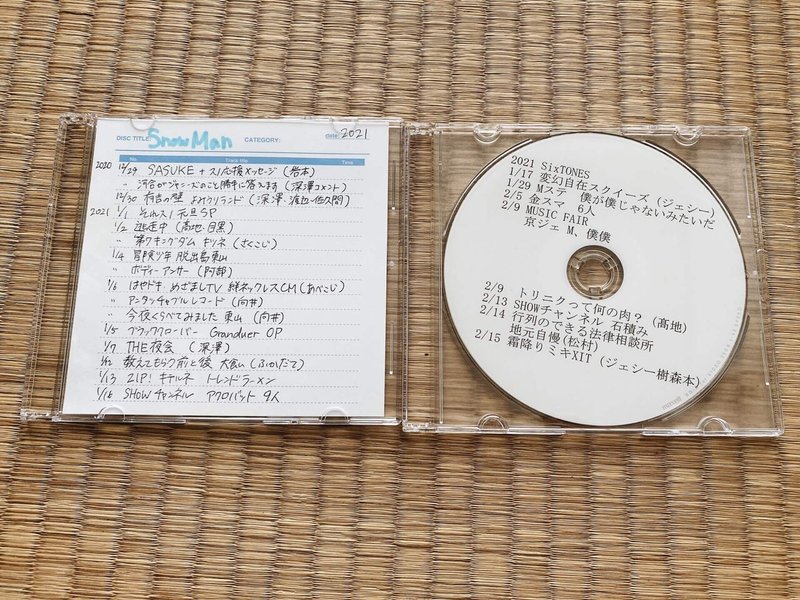 DISC TITLE: Snow Man CATEGORY: date: 2021
No. Track title Time
2020 12/29 SASUKE + スノ応援メッセージ (岩本)
〃 河合がジャニーズのこと勝手に答えます (深澤コメント)
12/30 有吉の壁 よみうりランド (深澤・渡辺・佐久間)
2021 1/1 それスノ 元旦SP
1/2 逃走中 (髙地・目黒)
〃 第7キングダム キリネ (さくこじ)
1/4 冒険少年 脱出島 東山
〃 ボディーアンサー (阿部)
1/6 はやドキ めざましTV 絆ネックレスCM (あべこじ)
〃 アンタッチャブルレコード (向井)
〃 今夜くらべてみました 東山 (向井)
1/5 ブラッククローバー Grandeur OP
1/7 THE夜会 (深澤)
1/12 教えてもらう前と後 大食い (ふっかだて)
1/13 ZIP! キテルネ トレンドラーメン
1/16 SHOWチャンネル アクロバット 9人
2021 SixTONES
1/17 変幻自在スクイーズ (ジェシー)
1/29 Mステ 僕が僕じゃないみたいだ
2/5 金スマ 6人
2/9 MUSIC FAIR
京ジェ M、僕僕
2/9 トリニクって何の肉? (髙地)
2/13 SHOWチャンネル 石積み
2/14 行列のできる法律相談所
地元自慢(松村)
2/15 霜降りミキXIT (ジェシー樹森本)
maxell